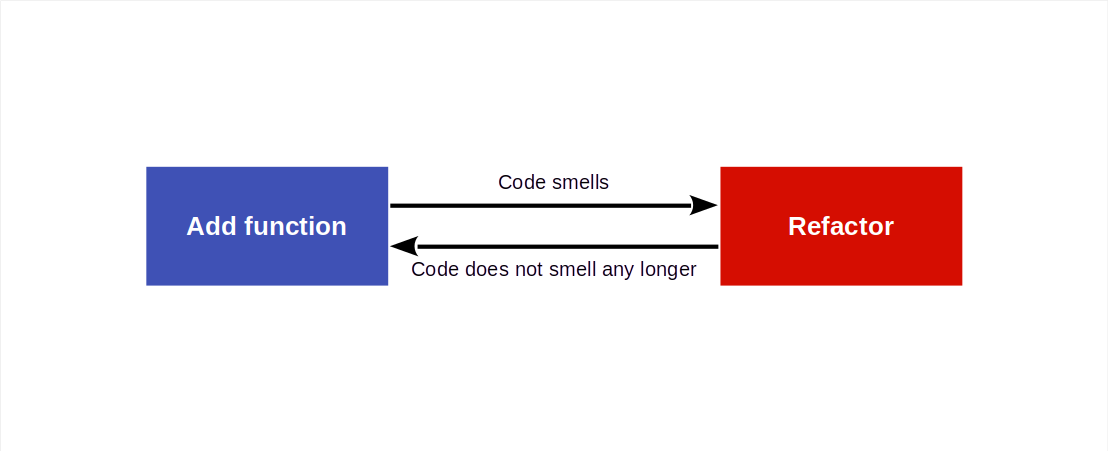 Code smells
Add function
Refactor
Code does not smell any longer